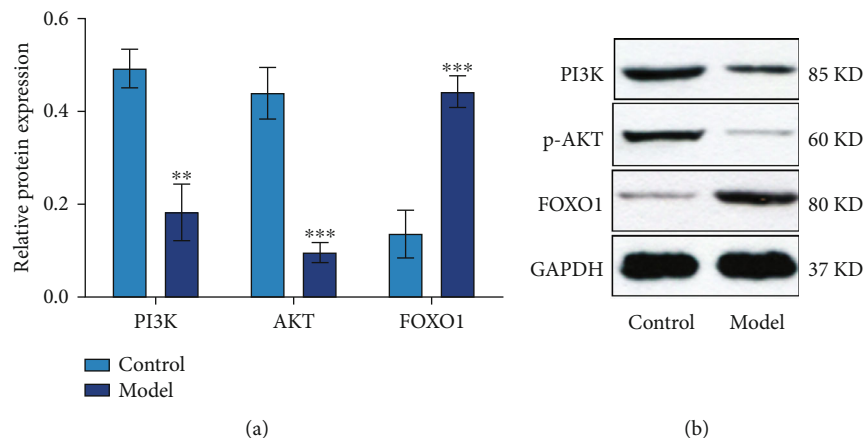 Relative protein expression
0.6
0.4
0.2
0.0
**
***
***
PI3K AKT FOXO1
Control
Model
(a)
PI3K 85 KD
p-AKT 60 KD
FOXO1 80 KD
GAPDH 37 KD
Control Model
(b)